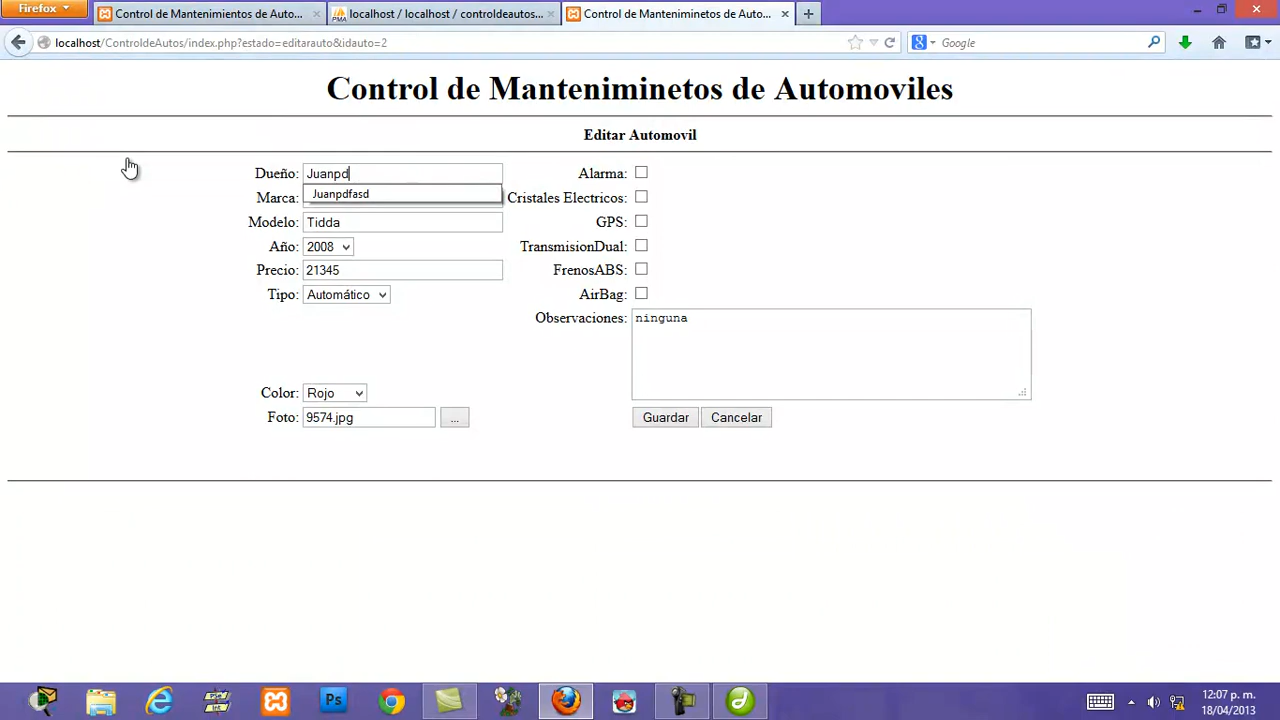 Firefox
Control de Mantenimientos de Auto...
localhost / localhost / controldeautos...
Control de Manteniminetos de Auto...
localhost/ControldeAutos/index.php?estado=editarauto&idauto=2
Google
Control de Manteniminetos de Automoviles
Editar Automovil
Dueño: Juanpd
Alarma:
Juanpdfasd
Marca:
Cristales Electricos:
Modelo: Tidda
GPS:
Año: 2008
TransmisionDual:
Precio: 21345
FrenosABS:
Tipo: Automático
AirBag:
Observaciones: ninguna
Color: Rojo
Foto: 9574.jpg ...
Guardar Cancelar
12:07 p.m.
18/04/2013